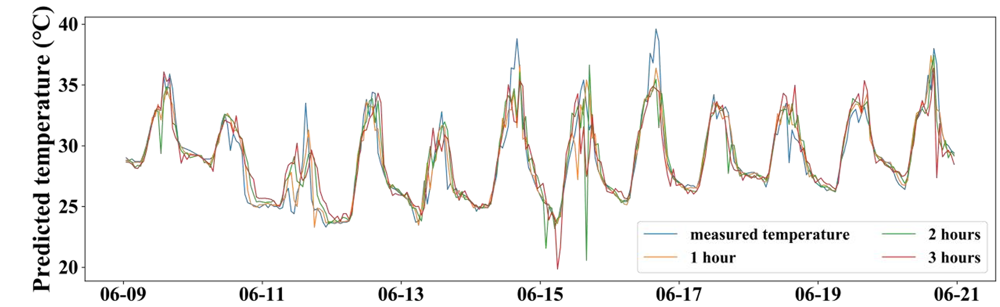 Predicted temperature (°C)
40
35
30
25
20
measured temperature
2 hours
1 hour
3 hours
06-09
06-11
06-13
06-15
06-17
06-19
06-21